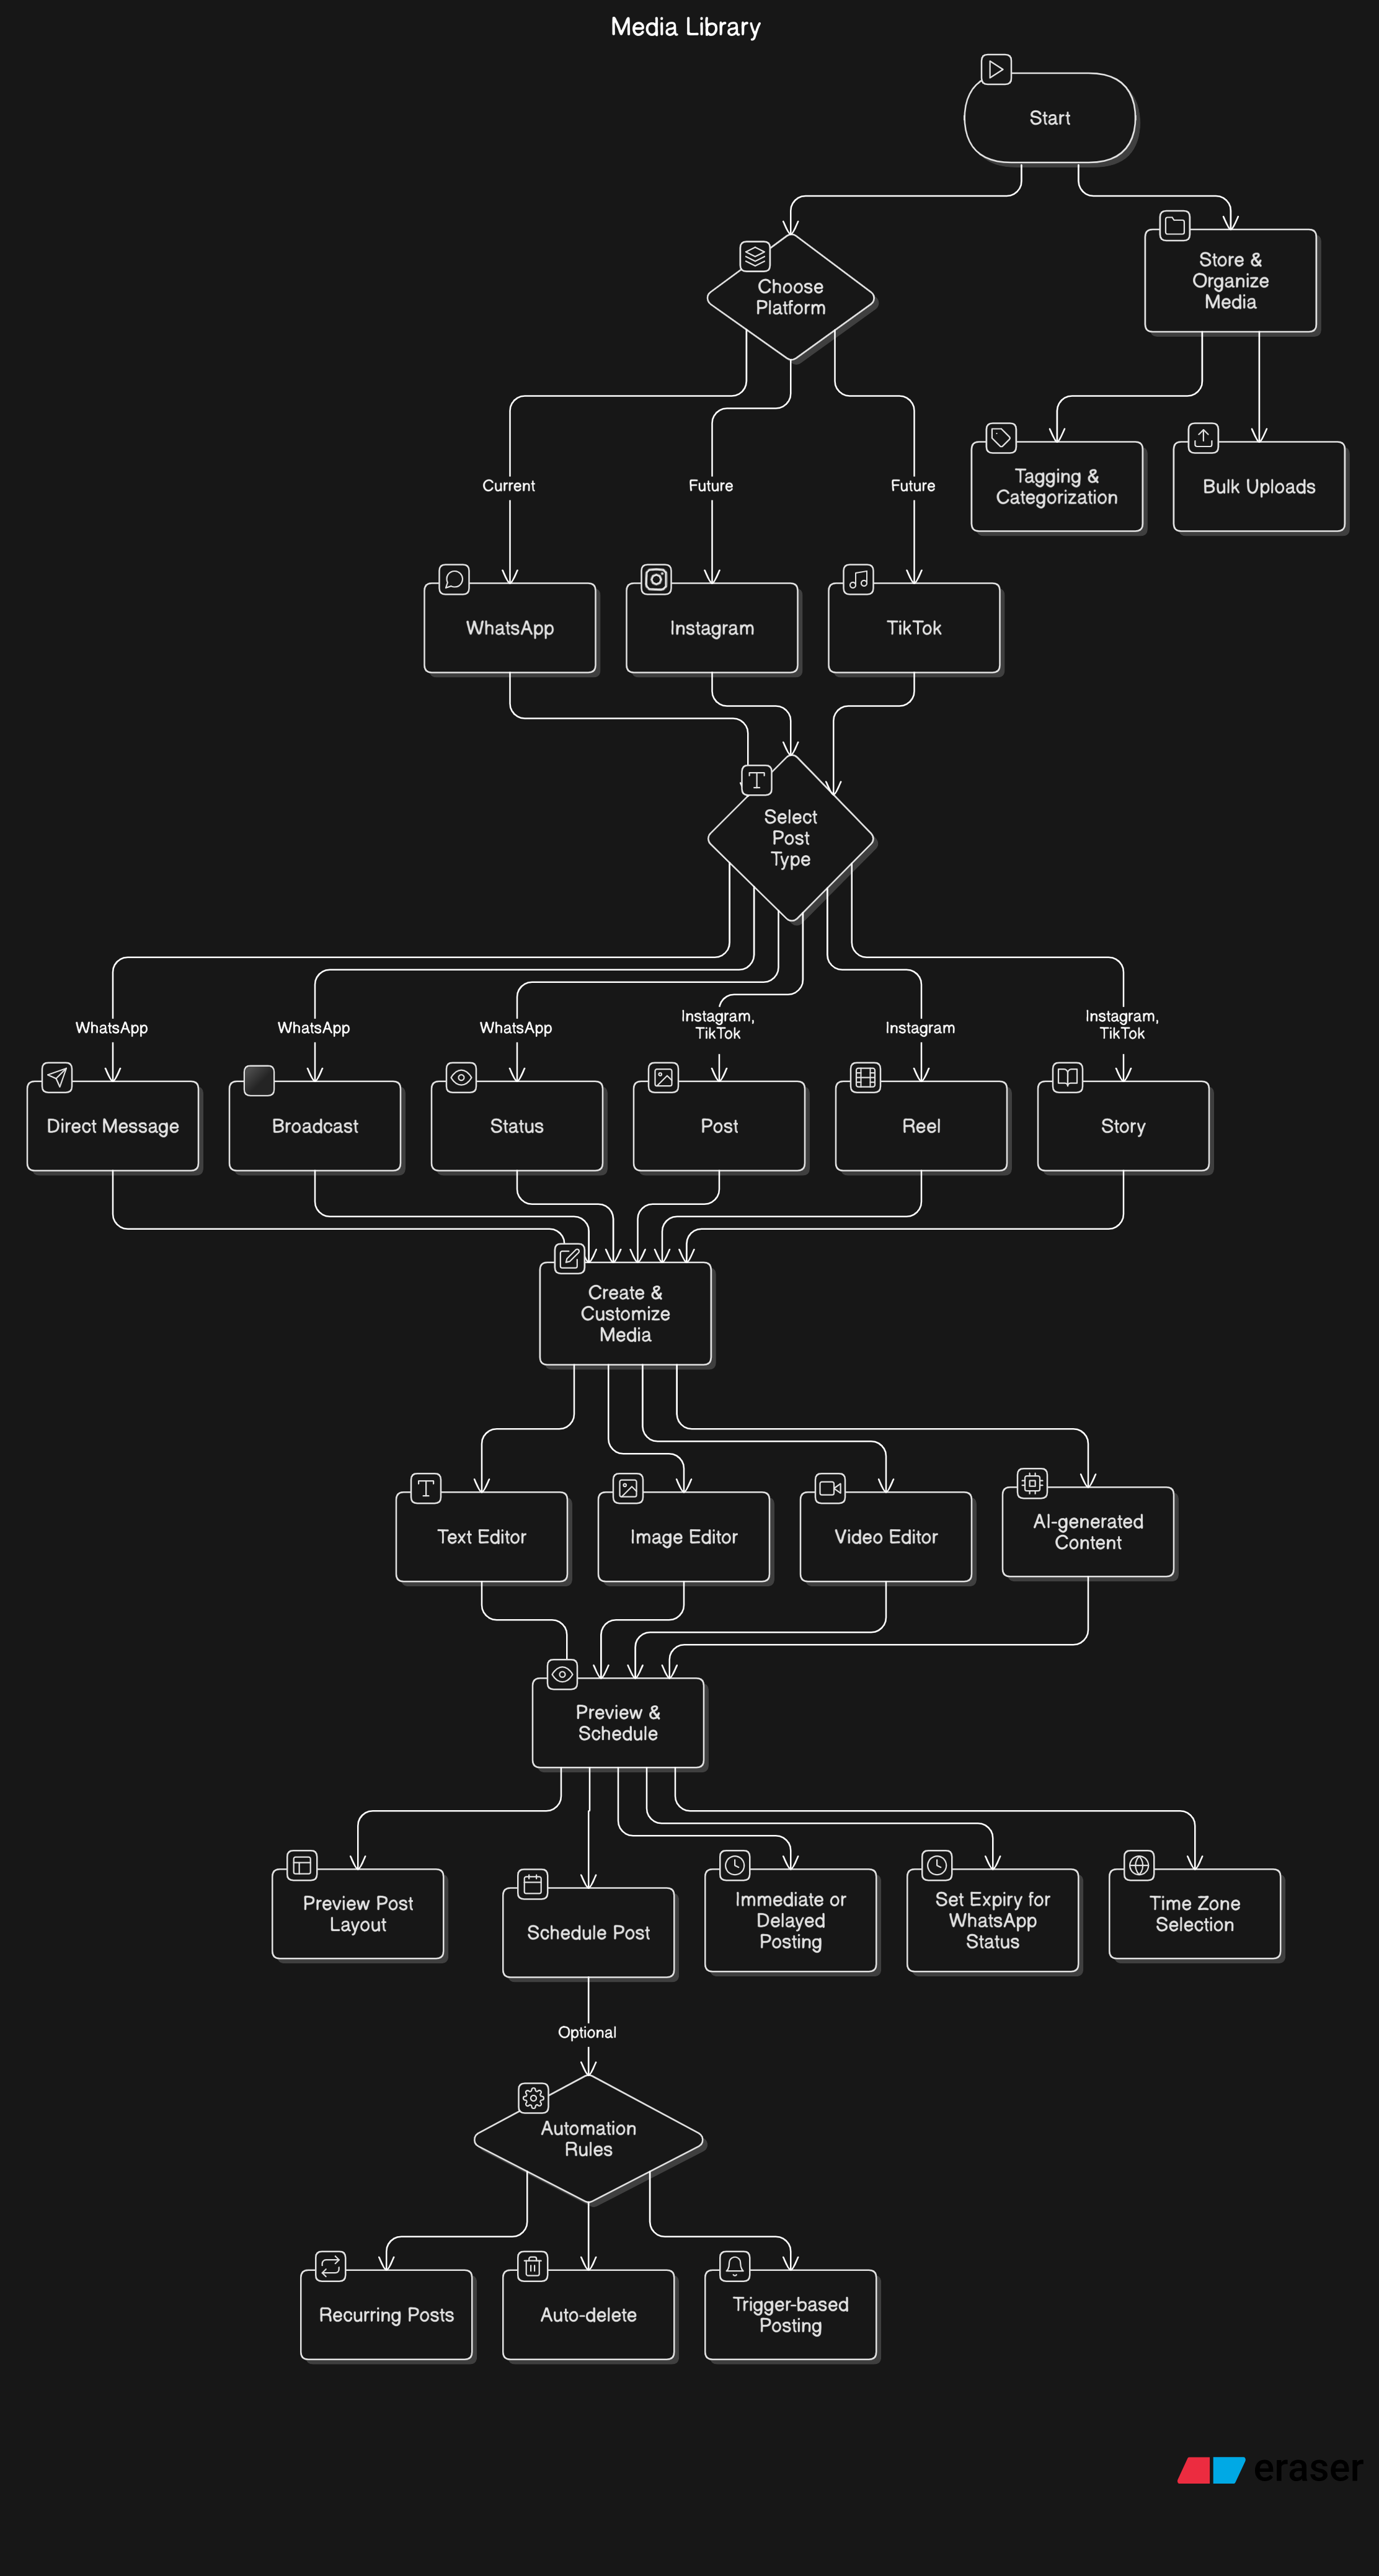 Media Library
Start
Choose
Platform
Store &
Organize
Media
Current
Future
Future
Tagging &
Categorization
Bulk Uploads
WhatsApp
Instagram
TikTok
Select
Post
Type
WhatsApp
WhatsApp
WhatsApp
Instagram,
TikTok
Instagram
Instagram,
TikTok
Direct Message
Broadcast
Status
Post
Reel
Story
Create &
Customize
Media
Text Editor
Image Editor
Video Editor
AI-generated
Content
Preview &
Schedule
Preview Post
Layout
Schedule Post
Immediate or
Delayed
Posting
Set Expiry for
WhatsApp
Status
Time Zone
Selection
Optional
Automation
Rules
Recurring Posts
Auto-delete
Trigger-based
Posting
eraser